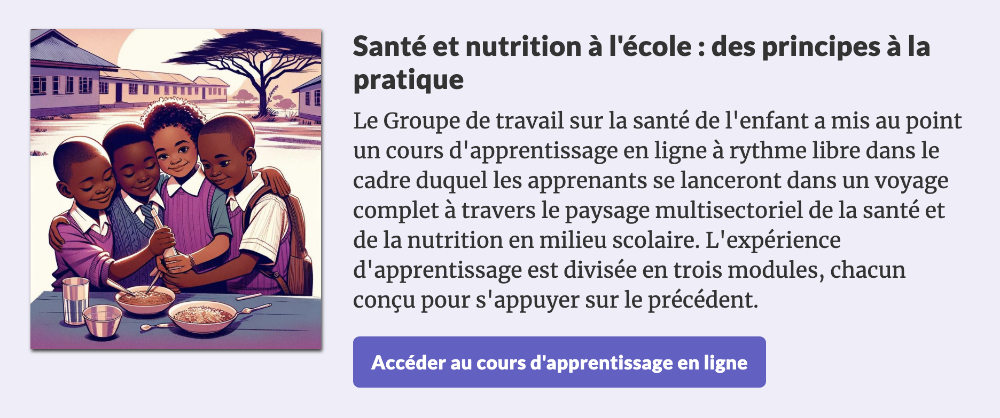 Santé et nutrition à l'école : des principes à la
pratique
Le Groupe de travail sur la santé de l'enfant a mis au point
un cours d'apprentissage en ligne à rythme libre dans le
cadre duquel les apprenants se lanceront dans un voyage
complet à travers le paysage multisectoriel de la santé et
de la nutrition en milieu scolaire. L'expérience
d'apprentissage est divisée en trois modules, chacun
conçu pour s'appuyer sur le précédent.
Accéder au cours d'apprentissage en ligne